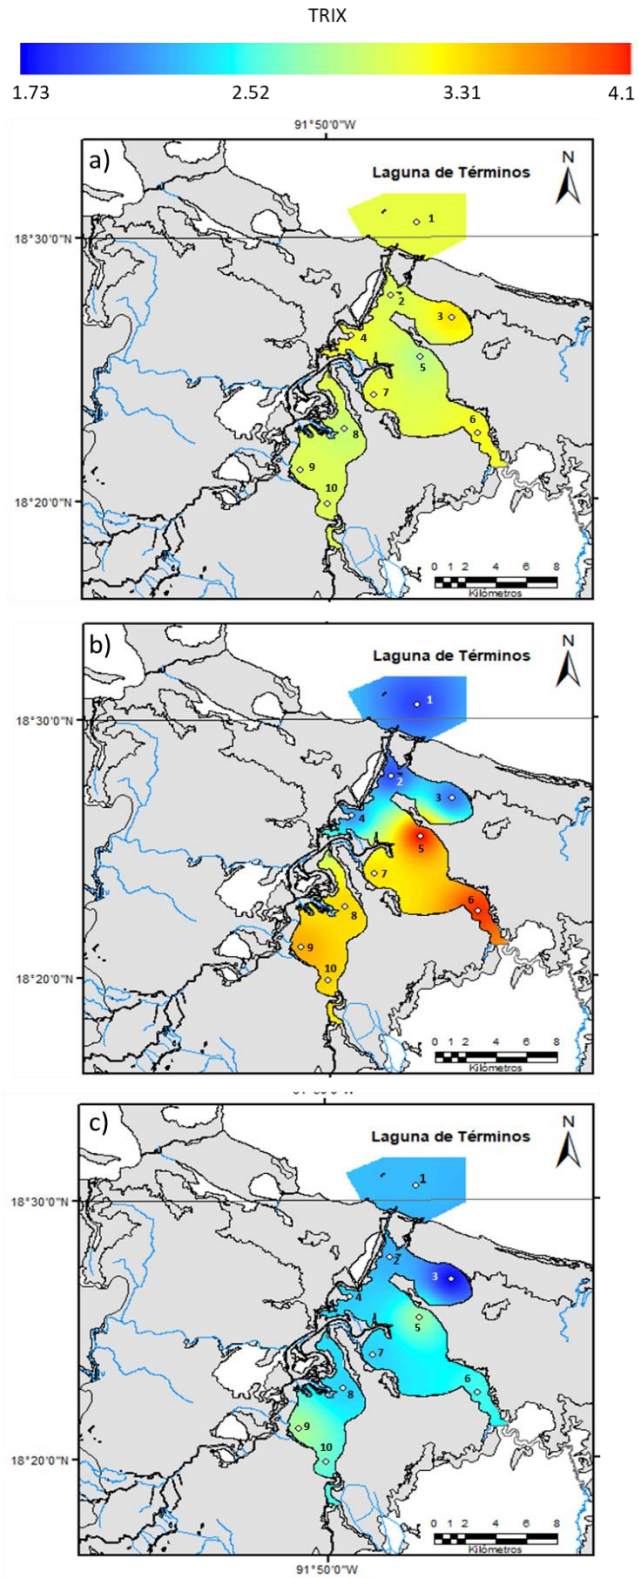 TRIX
1.73 2.52 3.31 4.1
91°50'0"W
a)
Laguna de Términos
N
1
18°30'0"N
2
3
4
5
7
6
8
9
10
18°20'0"N
0 1 2 4 6 8
Kilómetros
b)
Laguna de Términos
N
1
18°30'0"N
2
3
4
5
7
6
8
9
10
18°20'0"N
0 1 2 4 6 8
Kilómetros
c)
Laguna de Términos
N
1
18°30'0"N
2
3
4
5
7
6
8
9
10
18°20'0"N
0 1 2 4 6 8
Kilómetros
91°50'0"W